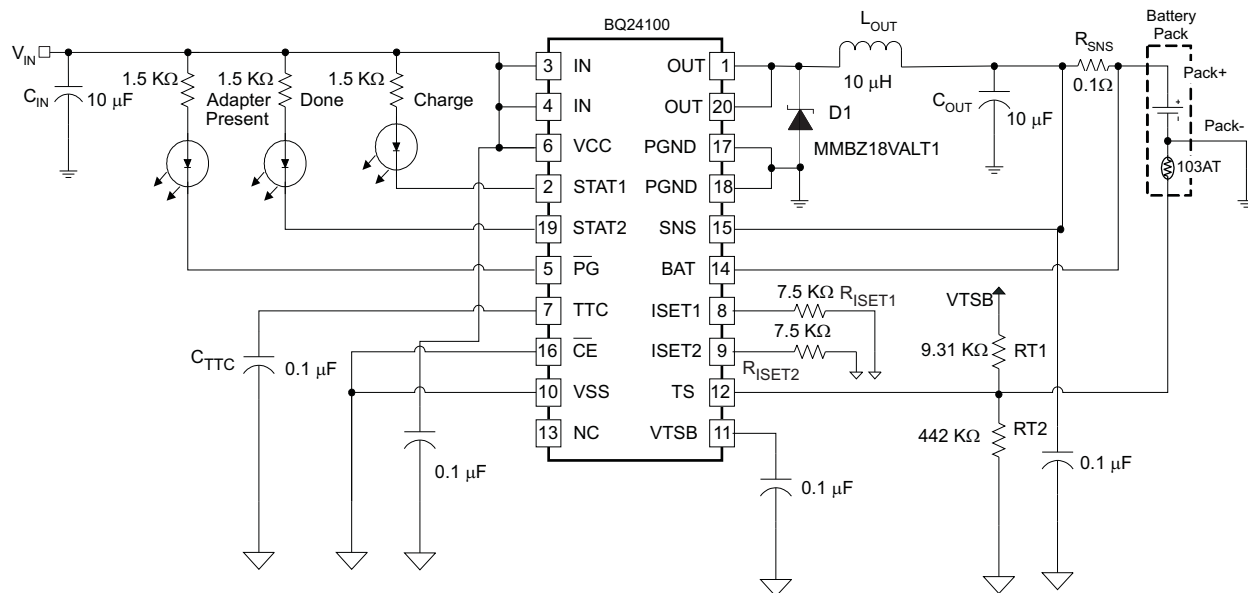 BQ24100
V_IN
C_IN
10 μF
1.5 KΩ
Adapter
Present
1.5 KΩ
Done
1.5 KΩ
Charge
3 IN
4 IN
6 VCC
2 STAT1
19 STAT2
5 P̅G̅
7 TTC
16 C̅E̅
10 VSS
13 NC
OUT 1
OUT 20
PGND 17
PGND 18
SNS 15
BAT 14
ISET1 8
ISET2 9
TS 12
VTSB 11
C_TTC
0.1 μF
0.1 μF
L_OUT
10 μH
D1
MMBZ18VALT1
C_OUT
10 μF
R_SNS
0.1Ω
Battery
Pack
Pack+
+
-
Pack-
103AT
7.5 KΩ
R_ISET1
7.5 KΩ
R_ISET2
VTSB
9.31 KΩ
RT1
442 KΩ
RT2
0.1 μF
0.1 μF